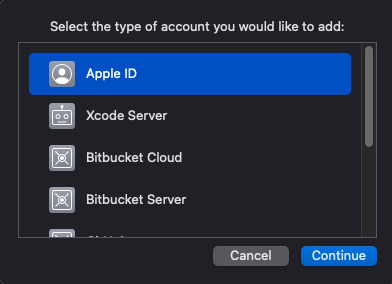 Select the type of account you would like to add:
Apple ID
Xcode Server
Bitbucket Cloud
Bitbucket Server
Cancel
Continue